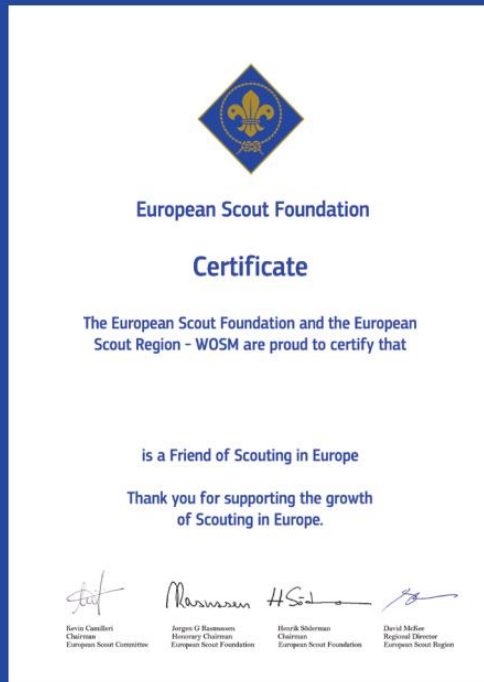 European Scout Foundation
Certificate
The European Scout Foundation and the European
Scout Region - WOSM are proud to certify that
is a Friend of Scouting in Europe
Thank you for supporting the growth
of Scouting in Europe.
Rasmussen
Kevin Camilleri
Chairman
European Scout Committee
Jørgen G Rasmussen
Honorary Chairman
European Scout Foundation
Henrik Söderman
Chairman
European Scout Foundation
David McKee
Regional Director
European Scout Region